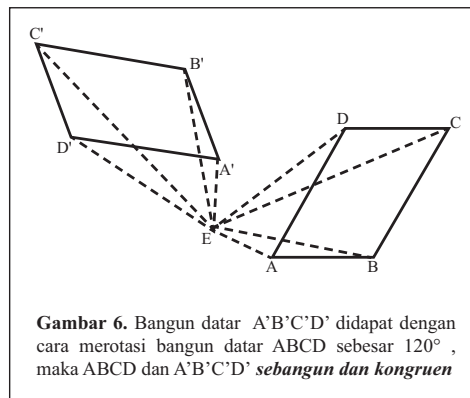 C'
B'
D
C
D'
A'
E
A
B
Gambar 6. Bangun datar A’B’C’D’ didapat dengan
cara merotasi bangun datar ABCD sebesar 120° ,
maka ABCD dan A’B’C’D’ sebangun dan kongruen